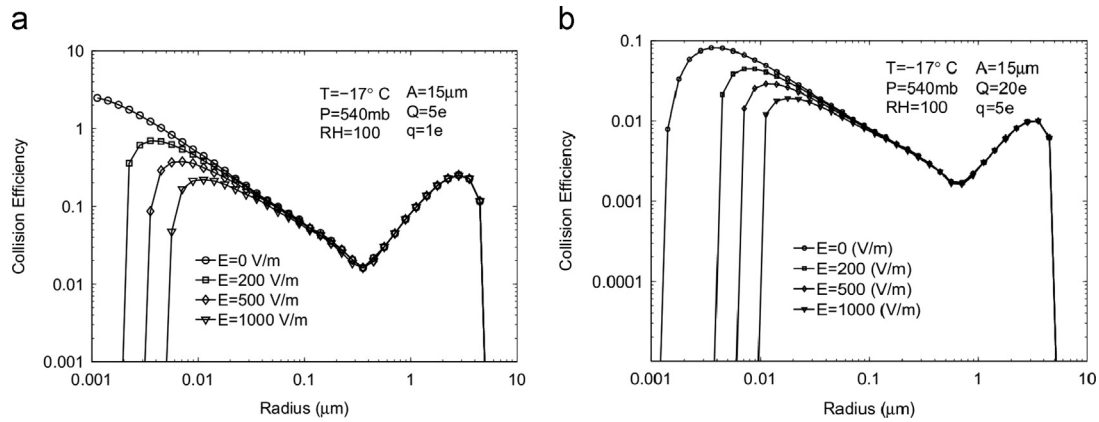 a
10
1
0.1
0.01
0.001
Collision Efficiency
T=−17° C A=15μm
P=540mb Q=5e
RH=100 q=1e
E=0 V/m
E=200 V/m
E=500 V/m
E=1000 V/m
0.001 0.01 0.1 1 10
Radius (μm)
b
0.1
0.01
0.001
0.0001
Collision Efficiency
T=−17° C A=15μm
P=540mb Q=20e
RH=100 q=5e
E=0 (V/m)
E=200 (V/m)
E=500 (V/m)
E=1000 (V/m)
0.001 0.01 0.1 1 10
Radius (μm)